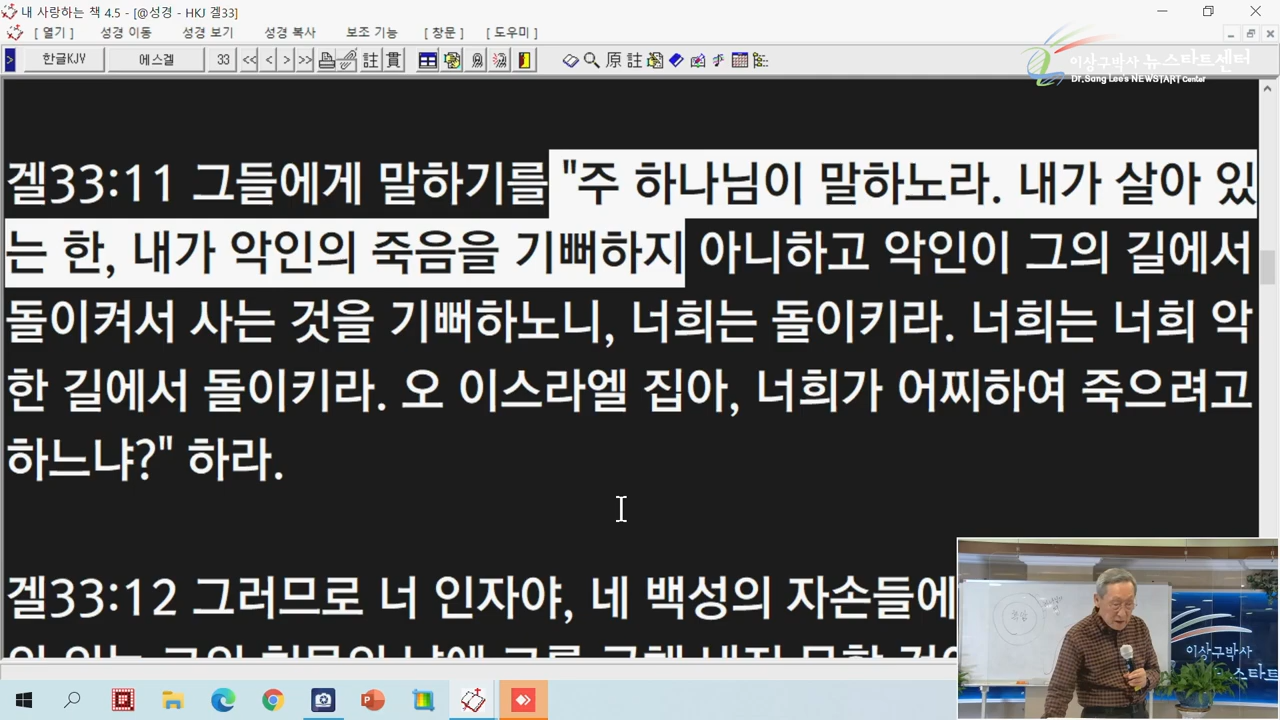 내 사랑하는 책 4.5 - [@성경 - HKJ 겔33]
[ 열기 ] 성경 이동 성경 보기 성경 복사 보조 기능 [ 창문 ] [ 도우미 ]
한글KJV 에스겔 33 << < > >> 註 貫 原 註
이상구박사 뉴스타트센터
Dr.Sang Lee's NEWSTART Center
겔33:11 그들에게 말하기를 "주 하나님이 말하노라. 내가 살아 있
는 한, 내가 악인의 죽음을 기뻐하지 아니하고 악인이 그의 길에서
돌이켜서 사는 것을 기뻐하노니, 너희는 돌이키라. 너희는 너희 악
한 길에서 돌이키라. 오 이스라엘 집아, 너희가 어찌하여 죽으려고
하느냐?" 하라.
겔33:12 그러므로 너 인자야, 네 백성의 자손들에
이상구박사
뉴스타트